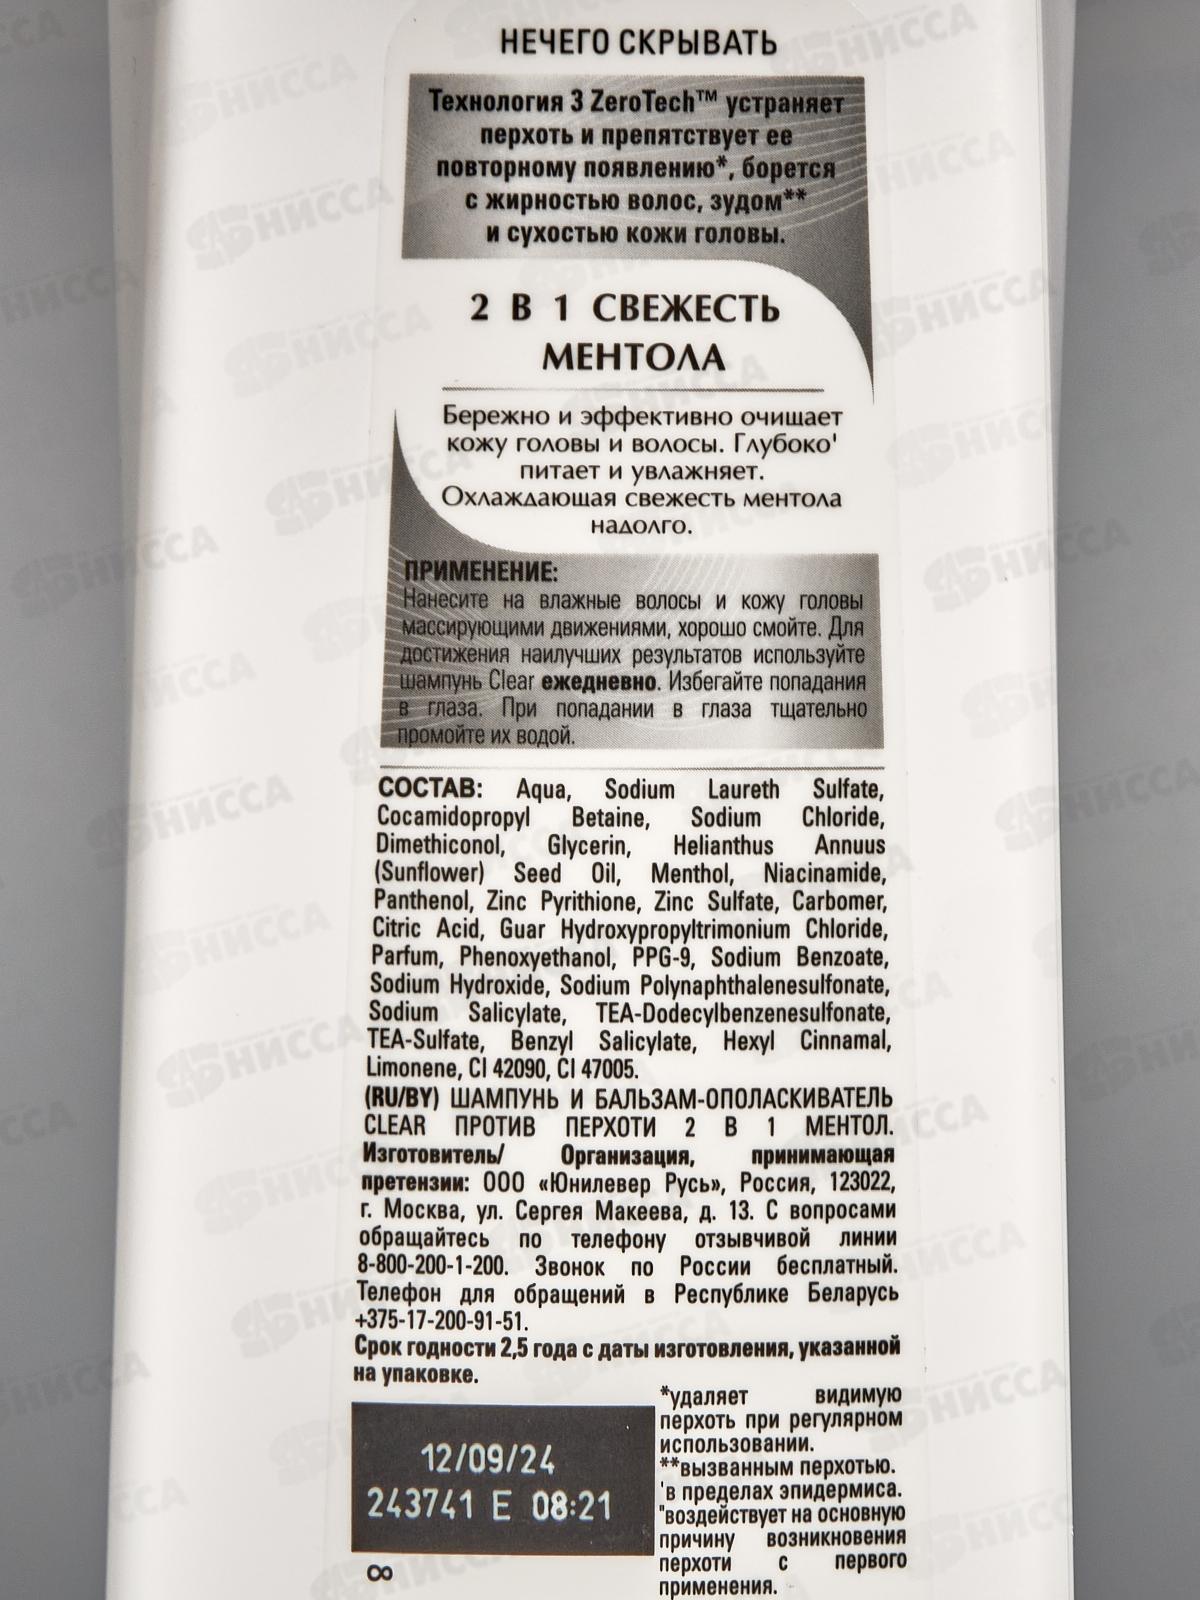 НЕЧЕГО СКРЫВАТЬ
Технология 3 ZeroTech™ устраняет
перхоть и препятствует ее
повторному появлению*, борется
с жирностью волос, зудом**
и сухостью кожи головы.
2 В 1 СВЕЖЕСТЬ
МЕНТОЛА
Бережно и эффективно очищает
кожу головы и волосы. Глубоко'
питает и увлажняет.
Охлаждающая свежесть ментола
надолго.
ПРИМЕНЕНИЕ:
Нанесите на влажные волосы и кожу головы
массирующими движениями, хорошо смойте. Для
достижения наилучших результатов используйте
шампунь Clear ежедневно. Избегайте попадания
в глаза. При попадании в глаза тщательно
промойте их водой.
СОСТАВ: Aqua, Sodium Laureth Sulfate,
Cocamidopropyl Betaine, Sodium Chloride,
Dimethiconol, Glycerin, Helianthus Annuus
(Sunflower) Seed Oil, Menthol, Niacinamide,
Panthenol, Zinc Pyrithione, Zinc Sulfate, Carbomer,
Citric Acid, Guar Hydroxypropyltrimonium Chloride,
Parfum, Phenoxyethanol, PPG-9, Sodium Benzoate,
Sodium Hydroxide, Sodium Polynaphthalenesulfonate,
Sodium Salicylate, TEA-Dodecylbenzenesulfonate,
TEA-Sulfate, Benzyl Salicylate, Hexyl Cinnamal,
Limonene, CI 42090, CI 47005.
(RU/BY) ШАМПУНЬ И БАЛЬЗАМ-ОПОЛАСКИВАТЕЛЬ
CLEAR ПРОТИВ ПЕРХОТИ 2 В 1 МЕНТОЛ.
Изготовитель/ Организация, принимающая
претензии: ООО «Юнилевер Русь», Россия, 123022,
г. Москва, ул. Сергея Макеева, д. 13. С вопросами
обращайтесь по телефону отзывчивой линии
8-800-200-1-200. Звонок по России бесплатный.
Телефон для обращений в Республике Беларусь
+375-17-200-91-51.
Срок годности 2,5 года с даты изготовления, указанной
на упаковке.
12/09/24
243741 E 08:21
∞
*удаляет видимую
перхоть при регулярном
использовании.
**вызванным перхотью.
'в пределах эпидермиса.
"воздействует на основную
причину возникновения
перхоти с первого
применения.
НИССА